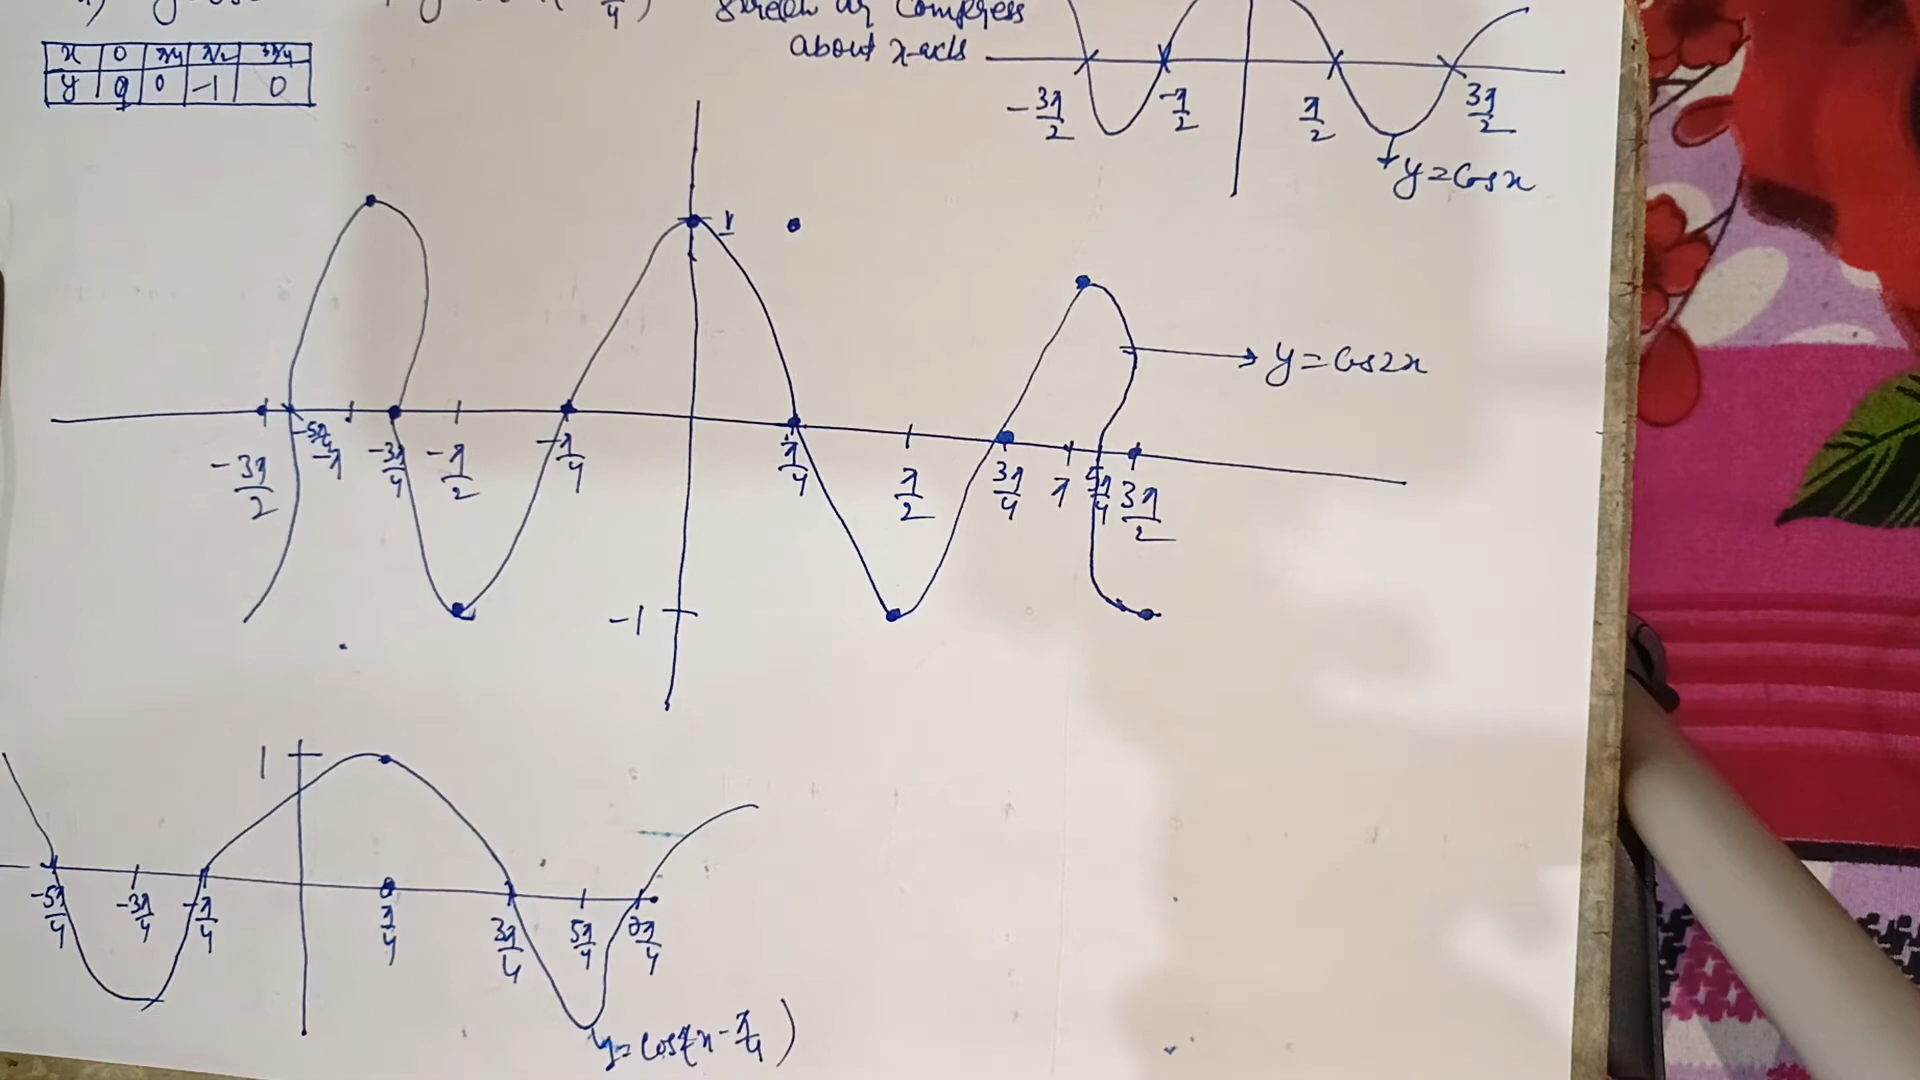 y =
π/4 )
Stretch or Compress
about x-axis
x 0 π/4 π/2 3π/4
y 0 -1 0
-3π/2 -π/2 π/2 3π/2
y=Cosx
1
y=Cos2x
-3π/2 -5π/4 -π -3π/4 -π/2 -π/4 π/4 π/2 3π/4 π 5π/4 3π/2
-1
1
-5π/4 -3π/4 -π/4 π/4 3π/4 5π/4 7π/4
y=cos(x-π/4)